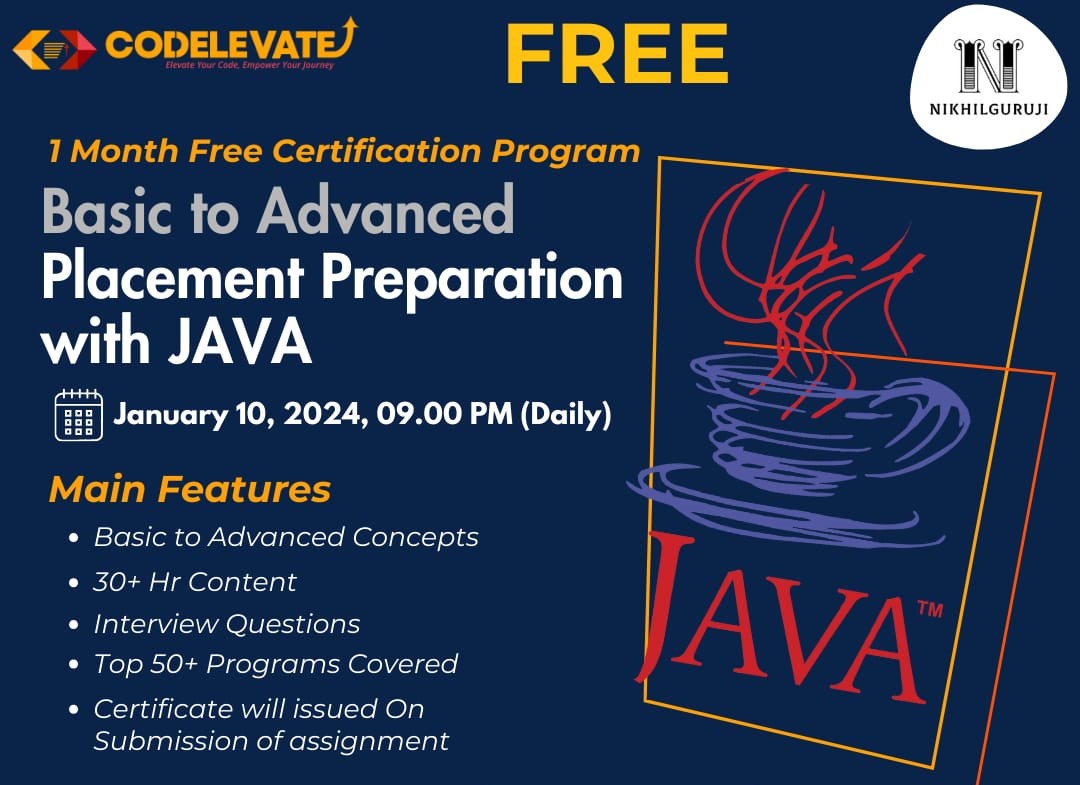 CODELEVATE
Elevate Your Code, Empower Your Journey
FREE
N
NIKHILGURUJI
1 Month Free Certification Program
Basic to Advanced
Placement Preparation
with JAVA
January 10, 2024, 09.00 PM (Daily)
Main Features
• Basic to Advanced Concepts
• 30+ Hr Content
• Interview Questions
• Top 50+ Programs Covered
• Certificate will issued On
Submission of assignment
JAVA™